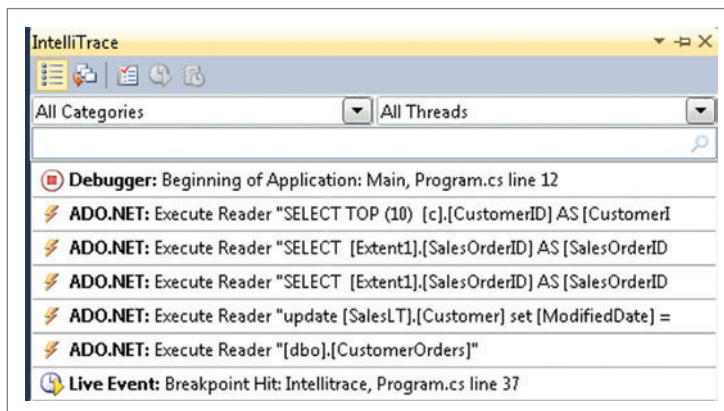 IntelliTrace
All Categories All Threads
Debugger: Beginning of Application: Main, Program.cs line 12
ADO.NET: Execute Reader "SELECT TOP (10) [c].[CustomerID] AS [CustomerI
ADO.NET: Execute Reader "SELECT [Extent1].[SalesOrderID] AS [SalesOrderID
ADO.NET: Execute Reader "SELECT [Extent1].[SalesOrderID] AS [SalesOrderID
ADO.NET: Execute Reader "update [SalesLT].[Customer] set [ModifiedDate] =
ADO.NET: Execute Reader "[dbo].[CustomerOrders]"
Live Event: Breakpoint Hit: Intellitrace, Program.cs line 37